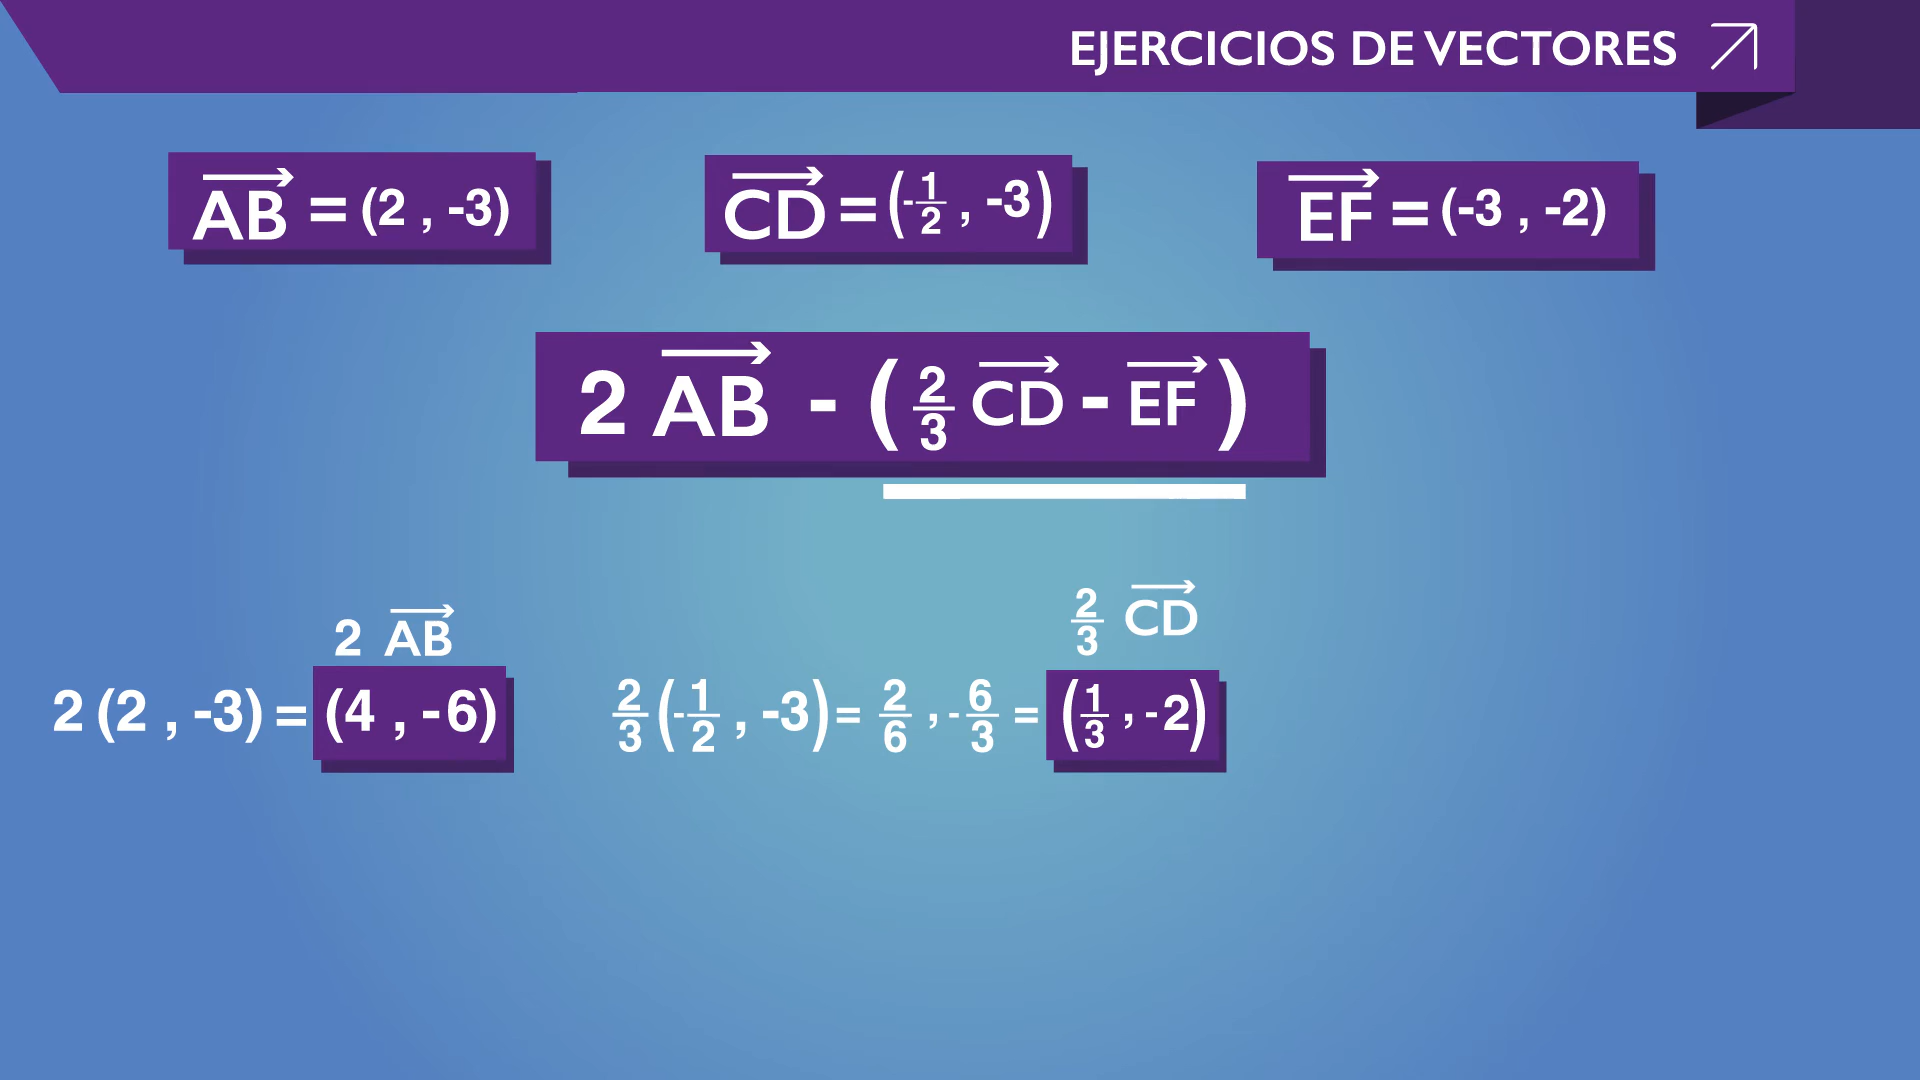 EJERCICIOS DE VECTORES
AB = (2 , -3)
CD = (-1/2 , -3)
EF = (-3 , -2)
2 AB - (2/3 CD - EF)
2 AB
2/3 CD
2 (2 , -3) = (4 , -6)
2/3 (-1/2 , -3) = 2/6 , -6/3 = (1/3 , -2)